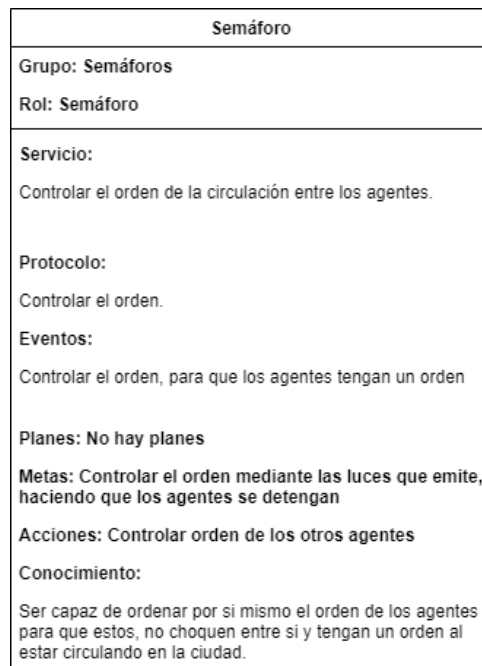 Semáforo
Grupo: Semáforos
Rol: Semáforo
Servicio:
Controlar el orden de la circulación entre los agentes.
Protocolo:
Controlar el orden.
Eventos:
Controlar el orden, para que los agentes tengan un orden
Planes: No hay planes
Metas: Controlar el orden mediante las luces que emite,
haciendo que los agentes se detengan
Acciones: Controlar orden de los otros agentes
Conocimiento:
Ser capaz de ordenar por si mismo el orden de los agentes
para que estos, no choquen entre si y tengan un orden al
estar circulando en la ciudad.